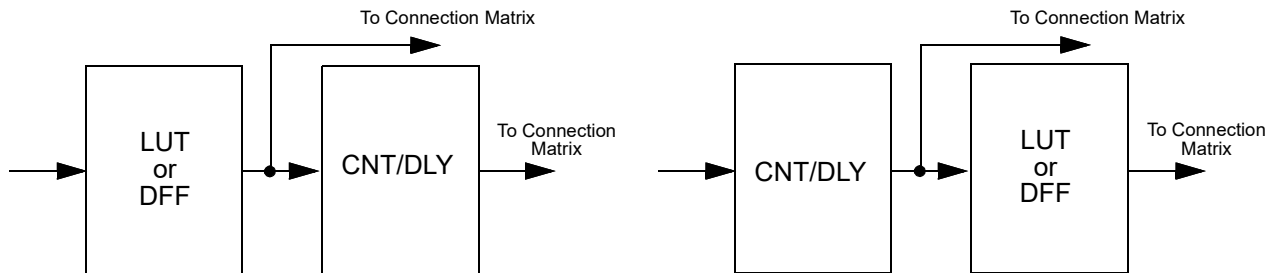 To Connection Matrix
LUT
or
DFF
CNT/DLY
To Connection
Matrix
To Connection Matrix
CNT/DLY
LUT
or
DFF
To Connection
Matrix